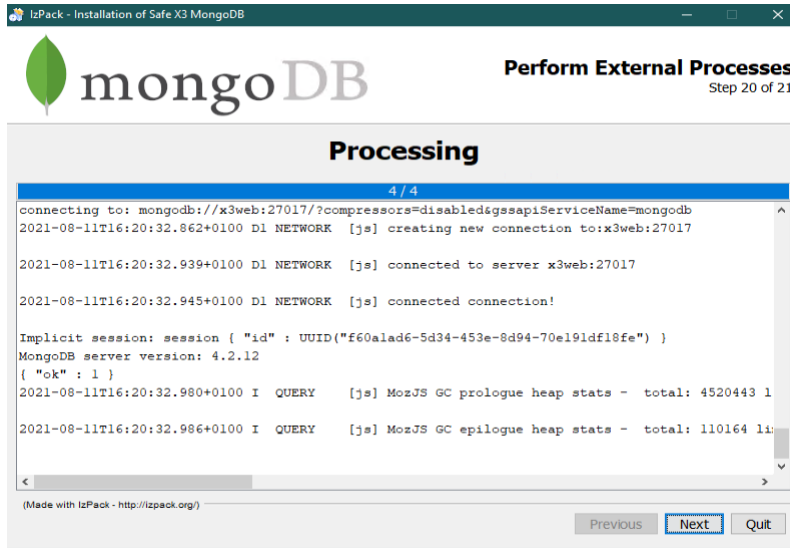 IzPack - Installation of Safe X3 MongoDB
mongoDB
Perform External Processes
Step 20 of 21
Processing
4 / 4
connecting to: mongodb://x3web:27017/?compressors=disabled&gssapiServiceName=mongodb
2021-08-11T16:20:32.862+0100 D1 NETWORK [js] creating new connection to:x3web:27017
2021-08-11T16:20:32.939+0100 D1 NETWORK [js] connected to server x3web:27017
2021-08-11T16:20:32.945+0100 D1 NETWORK [js] connected connection!
Implicit session: session { "id" : UUID("f60a1ad6-5d34-453e-8d94-70e191df18fe") }
MongoDB server version: 4.2.12
{ "ok" : 1 }
2021-08-11T16:20:32.980+0100 I QUERY [js] MozJS GC prologue heap stats - total: 4520443 l
2021-08-11T16:20:32.986+0100 I QUERY [js] MozJS GC epilogue heap stats - total: 110164 li
(Made with IzPack - http://izpack.org/)
Previous Next Quit